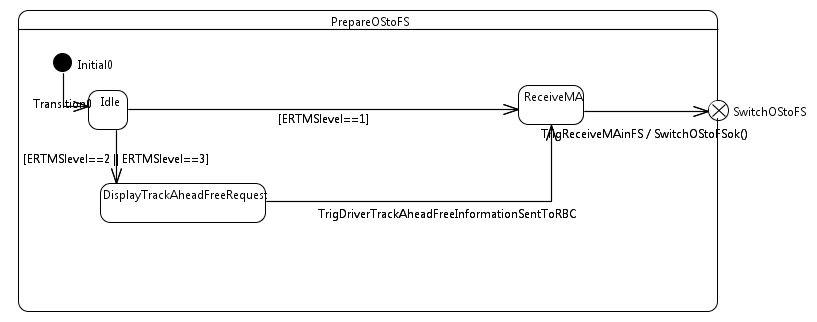 PrepareOStoFS
Initial0
Transition0
Idle
ReceiveMA
[ERTMSlevel==1]
SwitchOStoFS
TrigReceiveMAinFS / SwitchOStoFSok()
[ERTMSlevel==2 || ERTMSlevel==3]
DisplayTrackAheadFreeRequest
TrigDriverTrackAheadFreeInformationSentToRBC